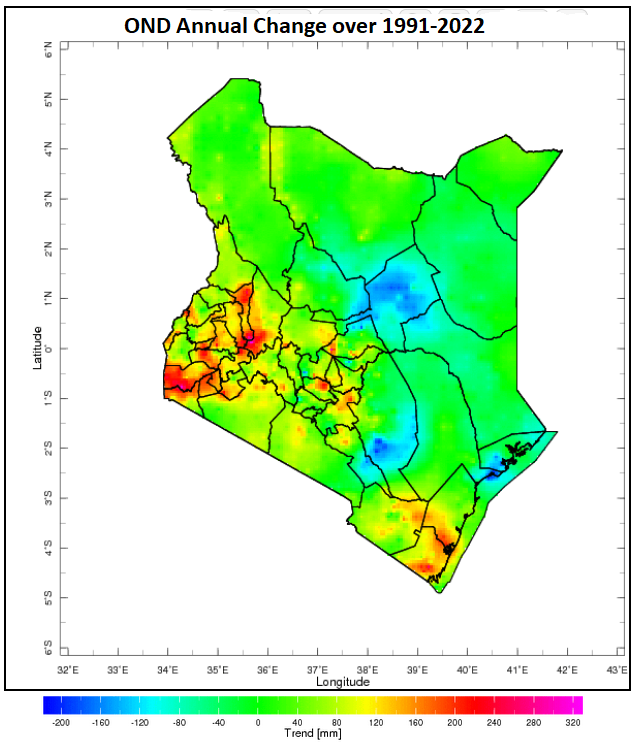 OND Annual Change over 1991-2022
6°N
5°N
4°N
3°N
2°N
1°N
0°
1°S
2°S
3°S
4°S
5°S
6°S
Latitude
32°E 33°E 34°E 35°E 36°E 37°E 38°E 39°E 40°E 41°E 42°E 43°E
Longitude
-200 -160 -120 -80 -40 0 40 80 120 160 200 240 280 320
Trend [mm]